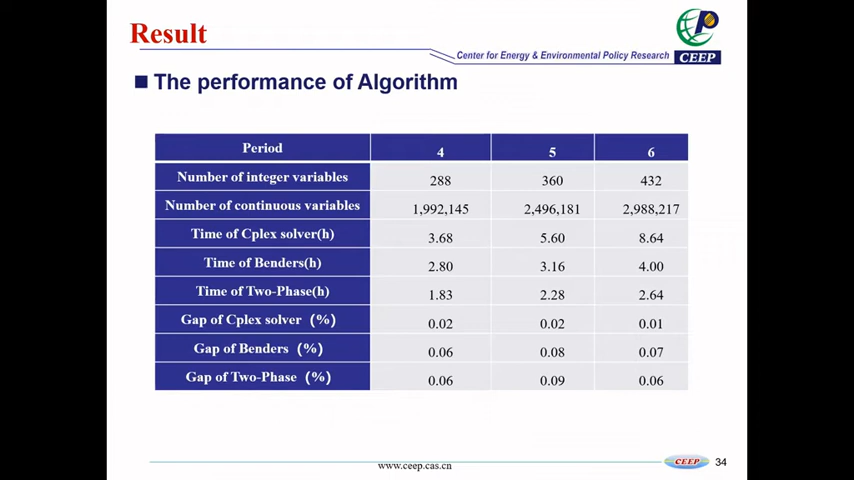 Result
Center for Energy & Environmental Policy Research
CEEP
■ The performance of Algorithm
Period 4 5 6
Number of integer variables 288 360 432
Number of continuous variables 1,992,145 2,496,181 2,988,217
Time of Cplex solver(h) 3.68 5.60 8.64
Time of Benders(h) 2.80 3.16 4.00
Time of Two-Phase(h) 1.83 2.28 2.64
Gap of Cplex solver (%) 0.02 0.02 0.01
Gap of Benders (%) 0.06 0.08 0.07
Gap of Two-Phase (%) 0.06 0.09 0.06
www.ceep.cas.cn
CEEP
34